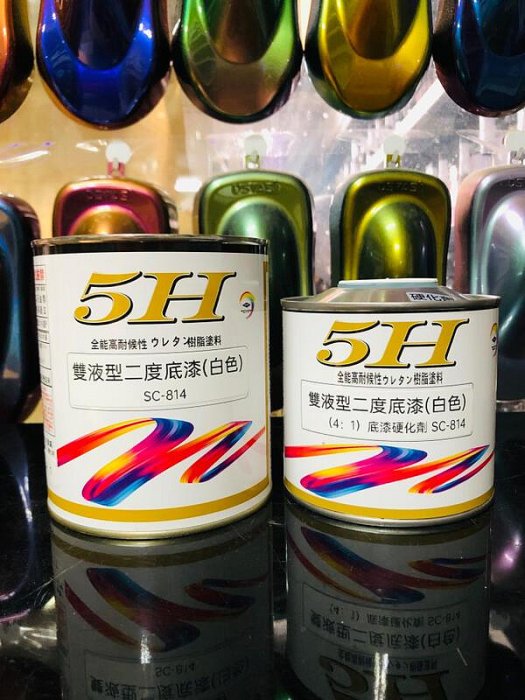 5H
全能高耐候性ウレタン樹脂塗料
雙液型二度底漆(白色)
SC-814
硬化劑
5H
全能高耐候性ウレタン樹脂塗料
雙液型二度底漆(白色)
(4：1) 底漆硬化劑 SC-814